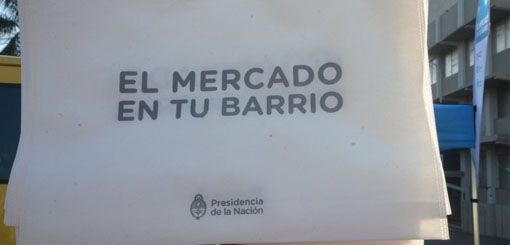 EL MERCADO
EN TU BARRIO
Presidencia
de la Nación